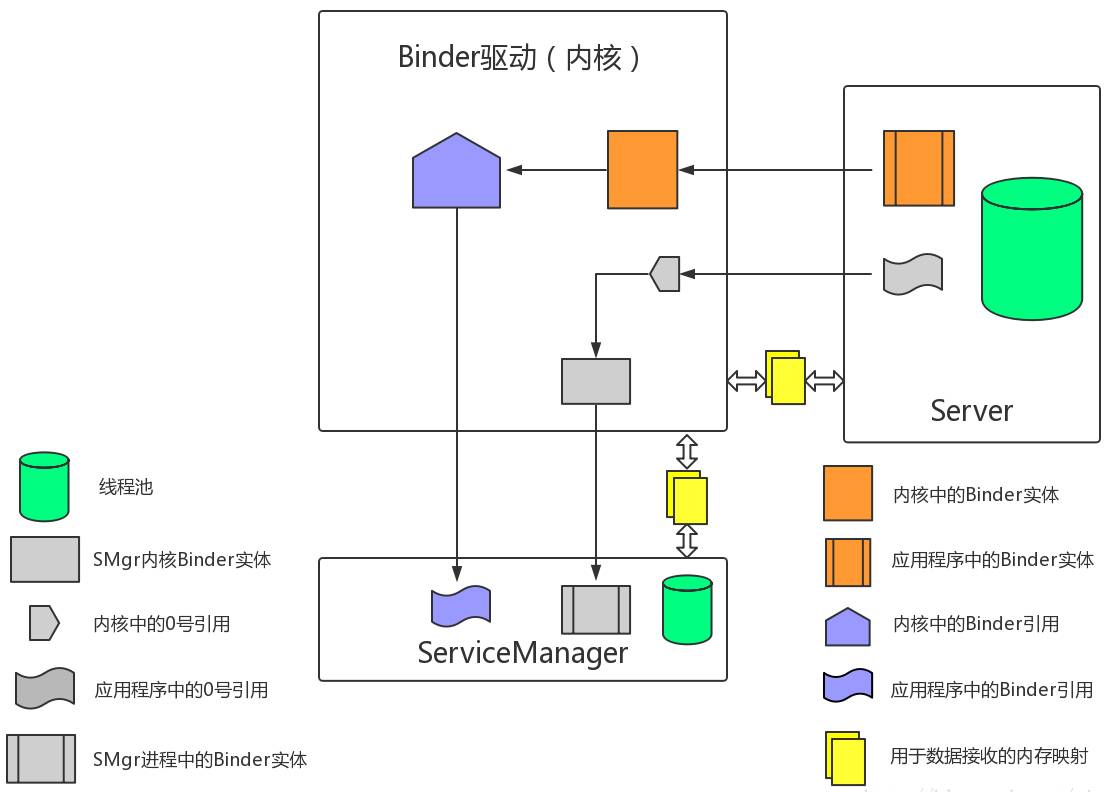 Binder驱动（内核）
Server
ServiceManager
线程池
SMgr内核Binder实体
内核中的0号引用
应用程序中的0号引用
SMgr进程中的Binder实体
内核中的Binder实体
应用程序中的Binder实体
内核中的Binder引用
应用程序中的Binder引用
用于数据接收的内存映射